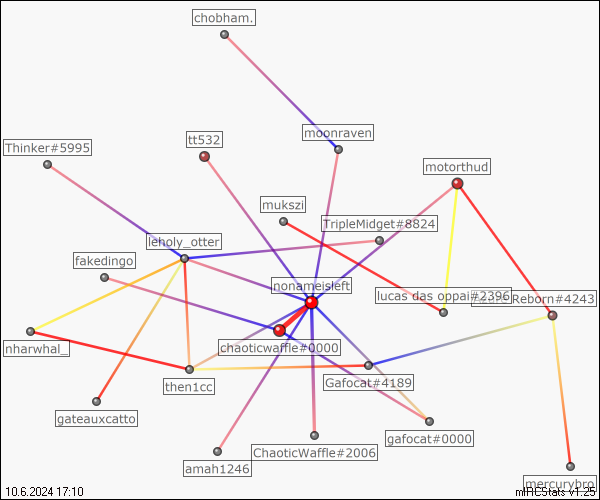 chobham.
moonraven
tt532
Thinker#5995
motorthud
mukszi
TripleMidget#8824
leholy_otter
fakedingo
nonameisleft
lucas das oppai#2396
Reborn#4243
chaoticwaffle#0000
nharwhal_
then1cc
Gafocat#4189
gateauxcatto
gafocat#0000
ChaoticWaffle#2006
amah1246
mercurybro
10.6.2024 17:10
mIRCStats v1.25